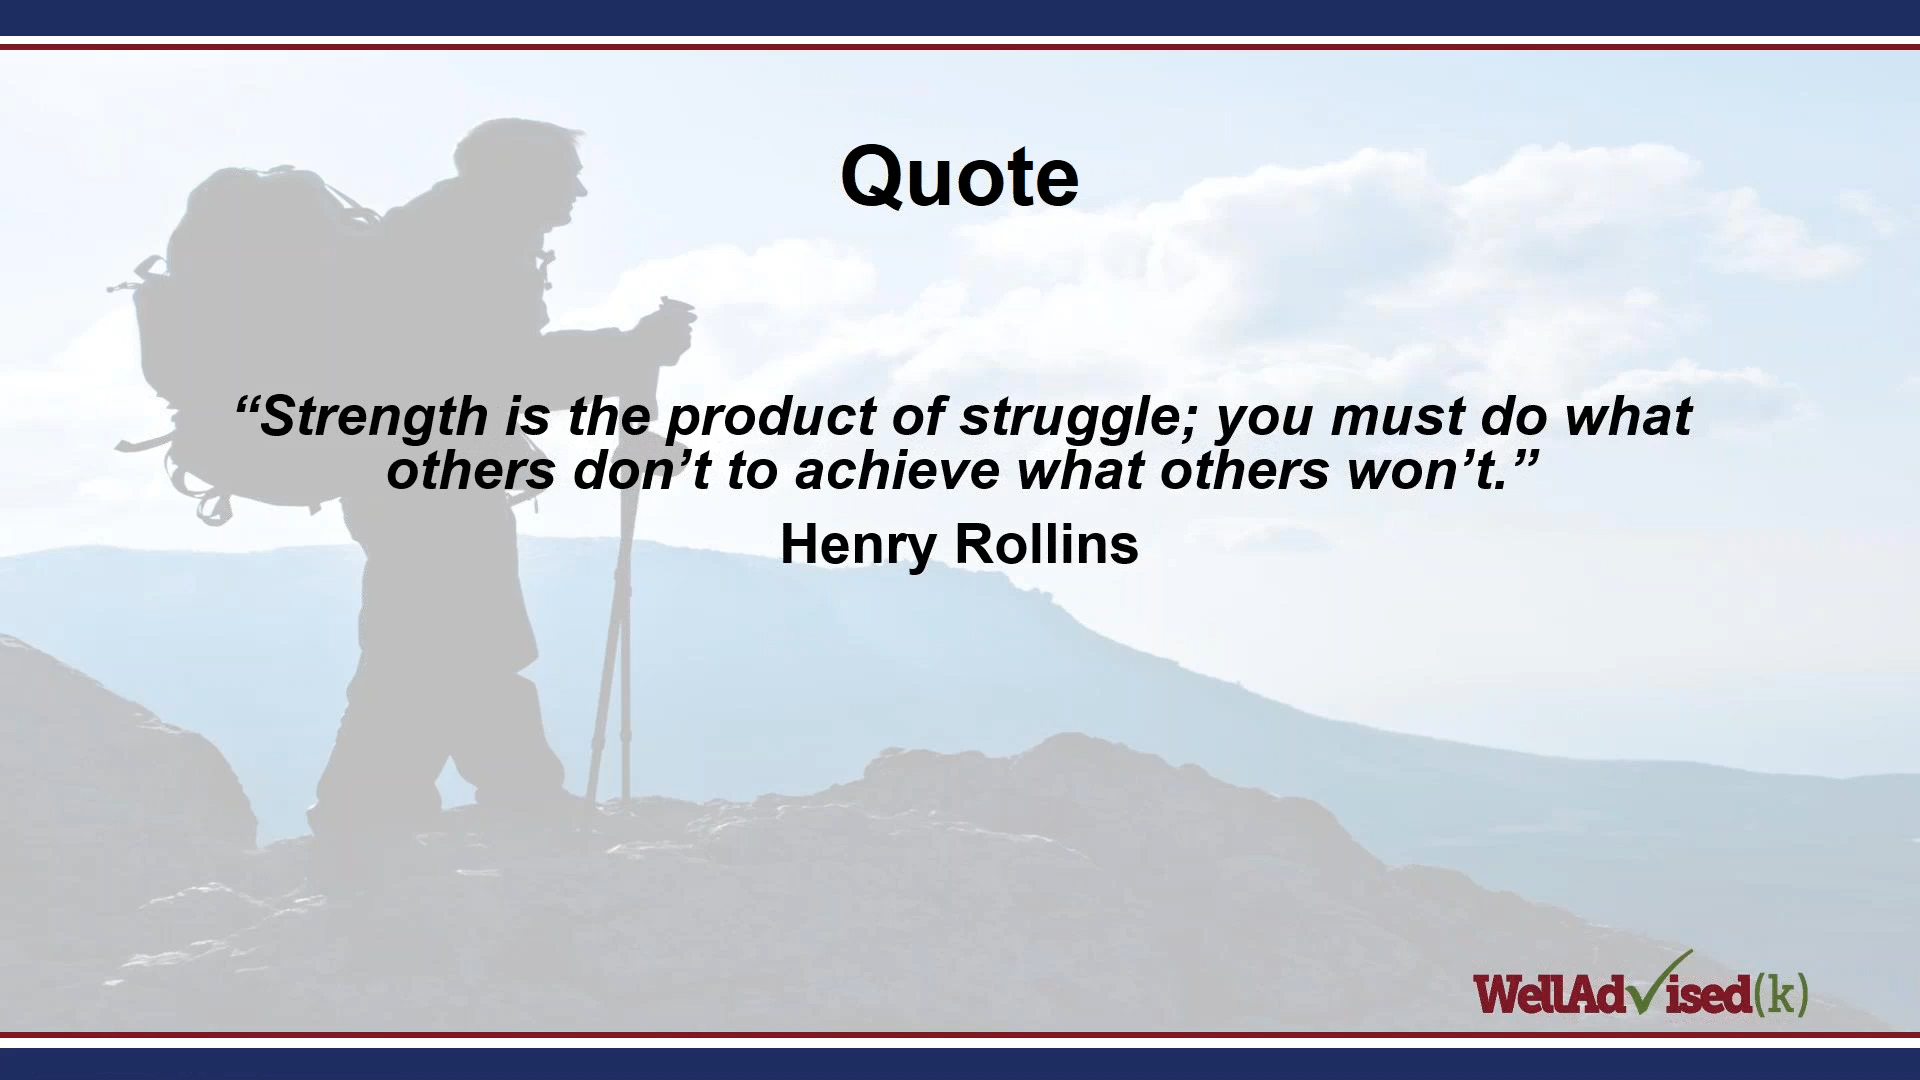 Quote
“Strength is the product of struggle; you must do what
others don’t to achieve what others won’t.”
Henry Rollins
WellAdvised(k)